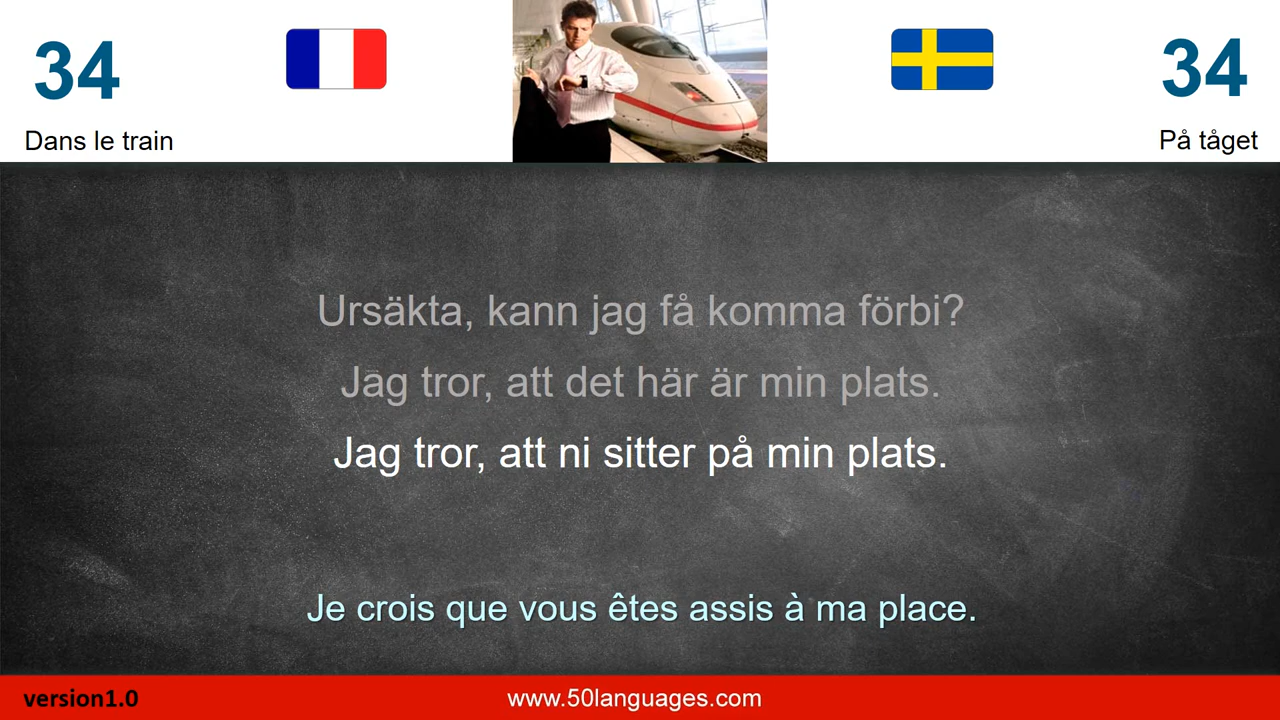 34
34
Dans le train
På tåget
Ursäkta, kann jag få komma förbi?
Jag tror, att det här är min plats.
Jag tror, att ni sitter på min plats.
Je crois que vous êtes assis à ma place.
version1.0
www.50languages.com